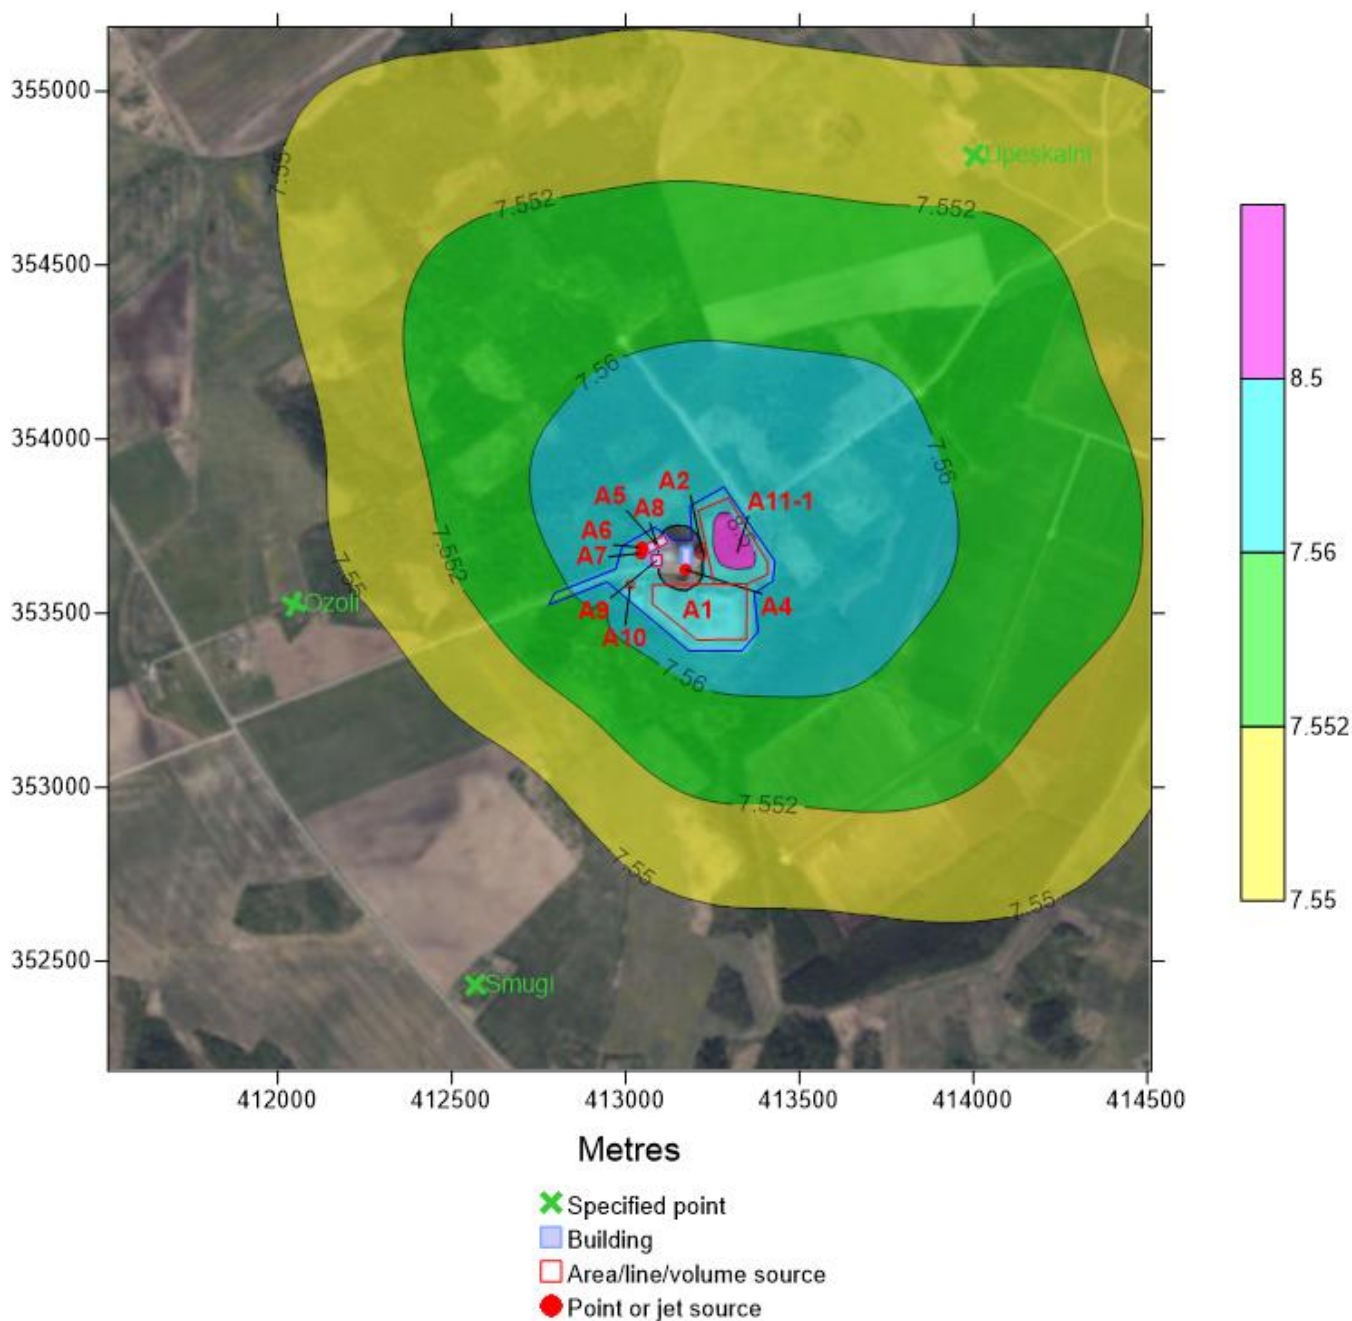 355000
7.55
Upeskalni
7.552
7.552
354500
8.5
7.56
354000
7.56
A2
A5
A11-1
A8
8.5
A6
7.56
A7
7.552
7.55
353500
Ozoli
A9
A1
A4
A10
7.56
7.552
353000
7.552
7.55
7.55
7.55
352500
Smugi
412000
412500
413000
413500
414000
414500
Metres
Specified point
Building
Area/line/volume source
Point or jet source